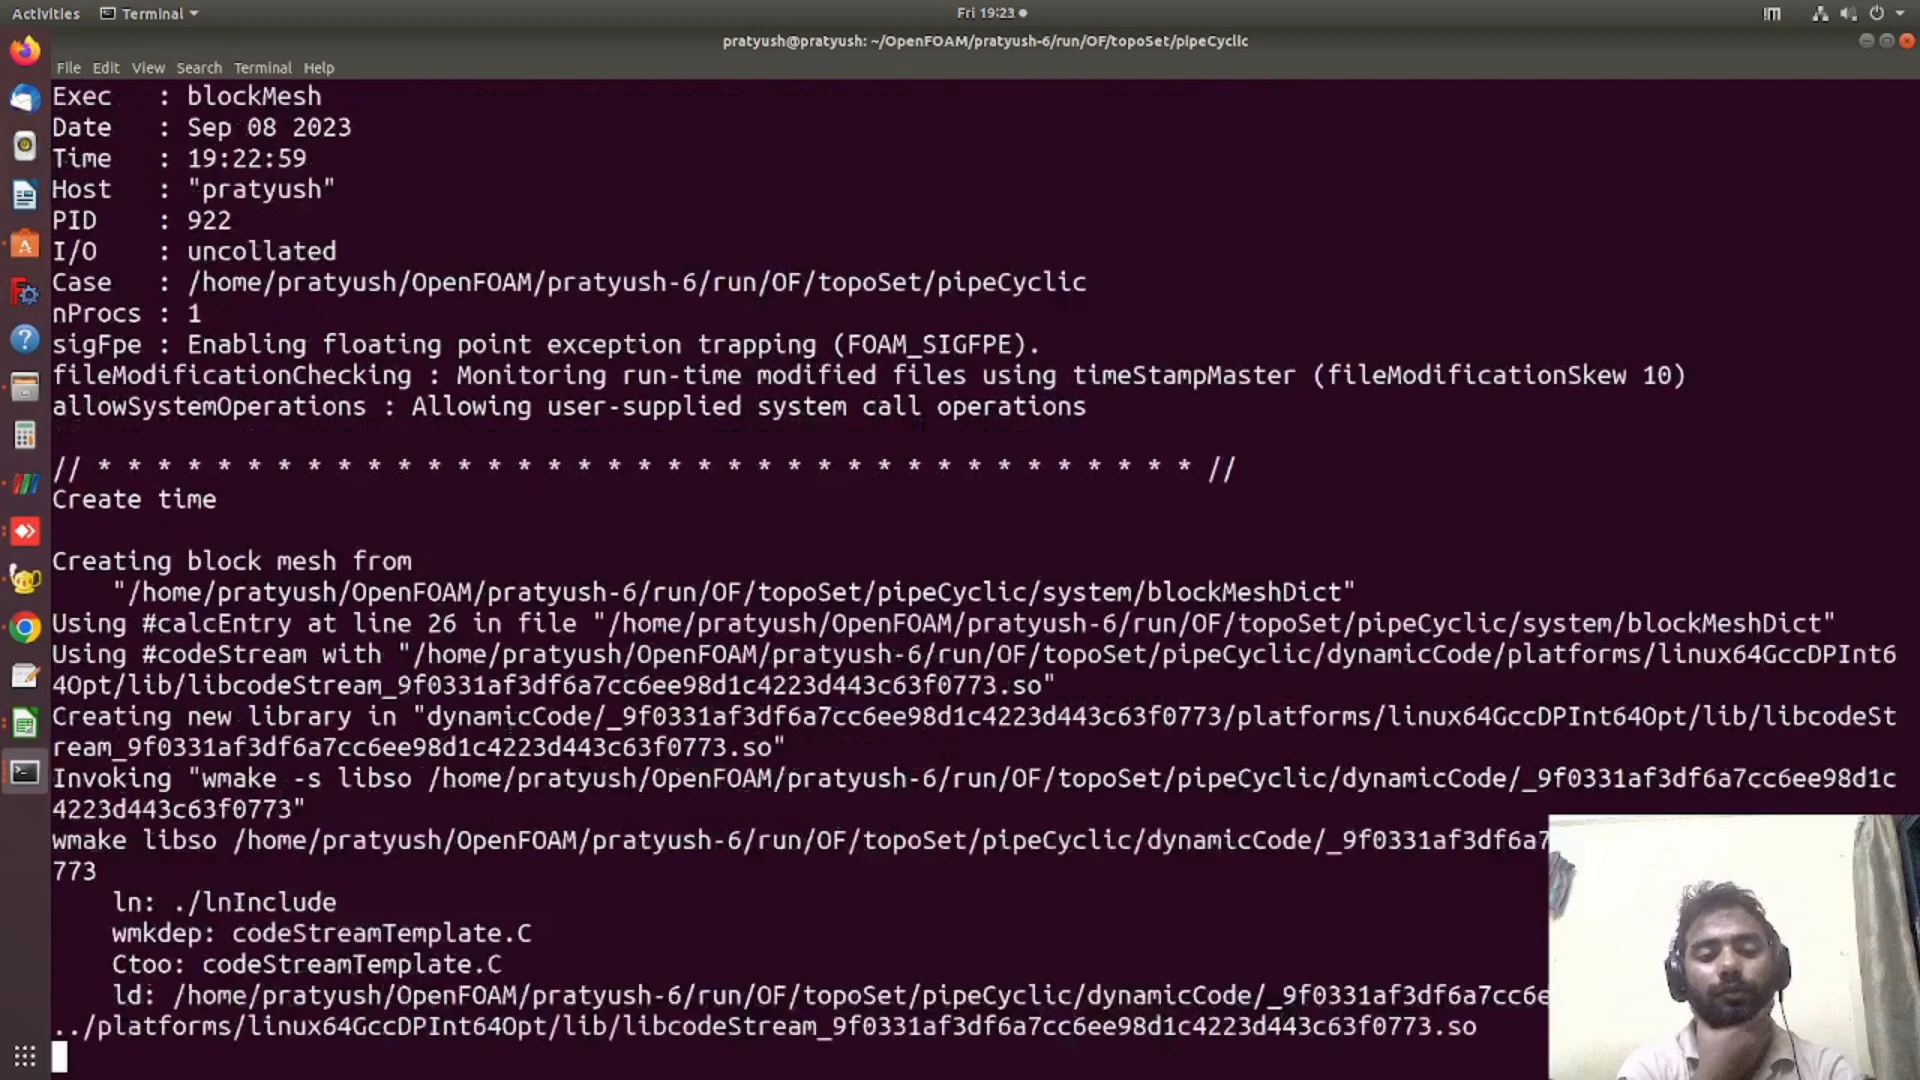 Activities Terminal Fri 19:23
pratyush@pratyush: ~/OpenFOAM/pratyush-6/run/OF/topoSet/pipeCyclic
File Edit View Search Terminal Help
Exec : blockMesh
Date : Sep 08 2023
Time : 19:22:59
Host : "pratyush"
PID : 922
I/O : uncollated
Case : /home/pratyush/OpenFOAM/pratyush-6/run/OF/topoSet/pipeCyclic
nProcs : 1
sigFpe : Enabling floating point exception trapping (FOAM_SIGFPE).
fileModificationChecking : Monitoring run-time modified files using timeStampMaster (fileModificationSkew 10)
allowSystemOperations : Allowing user-supplied system call operations
// * * * * * * * * * * * * * * * * * * * * * * * * * * * * * * * * * * * * * //
Create time
Creating block mesh from
"/home/pratyush/OpenFOAM/pratyush-6/run/OF/topoSet/pipeCyclic/system/blockMeshDict"
Using #calcEntry at line 26 in file "/home/pratyush/OpenFOAM/pratyush-6/run/OF/topoSet/pipeCyclic/system/blockMeshDict"
Using #codeStream with "/home/pratyush/OpenFOAM/pratyush-6/run/OF/topoSet/pipeCyclic/dynamicCode/platforms/linux64GccDPInt6
4Opt/lib/libcodeStream_9f0331af3df6a7cc6ee98d1c4223d443c63f0773.so"
Creating new library in "dynamicCode/_9f0331af3df6a7cc6ee98d1c4223d443c63f0773/platforms/linux64GccDPInt64Opt/lib/libcodeSt
ream_9f0331af3df6a7cc6ee98d1c4223d443c63f0773.so"
Invoking "wmake -s libso /home/pratyush/OpenFOAM/pratyush-6/run/OF/topoSet/pipeCyclic/dynamicCode/_9f0331af3df6a7cc6ee98d1c
4223d443c63f0773"
wmake libso /home/pratyush/OpenFOAM/pratyush-6/run/OF/topoSet/pipeCyclic/dynamicCode/_9f0331af3df6a7
773
ln: ./lnInclude
wmkdep: codeStreamTemplate.C
Ctoo: codeStreamTemplate.C
ld: /home/pratyush/OpenFOAM/pratyush-6/run/OF/topoSet/pipeCyclic/dynamicCode/_9f0331af3df6a7cc6e
../platforms/linux64GccDPInt64Opt/lib/libcodeStream_9f0331af3df6a7cc6ee98d1c4223d443c63f0773.so